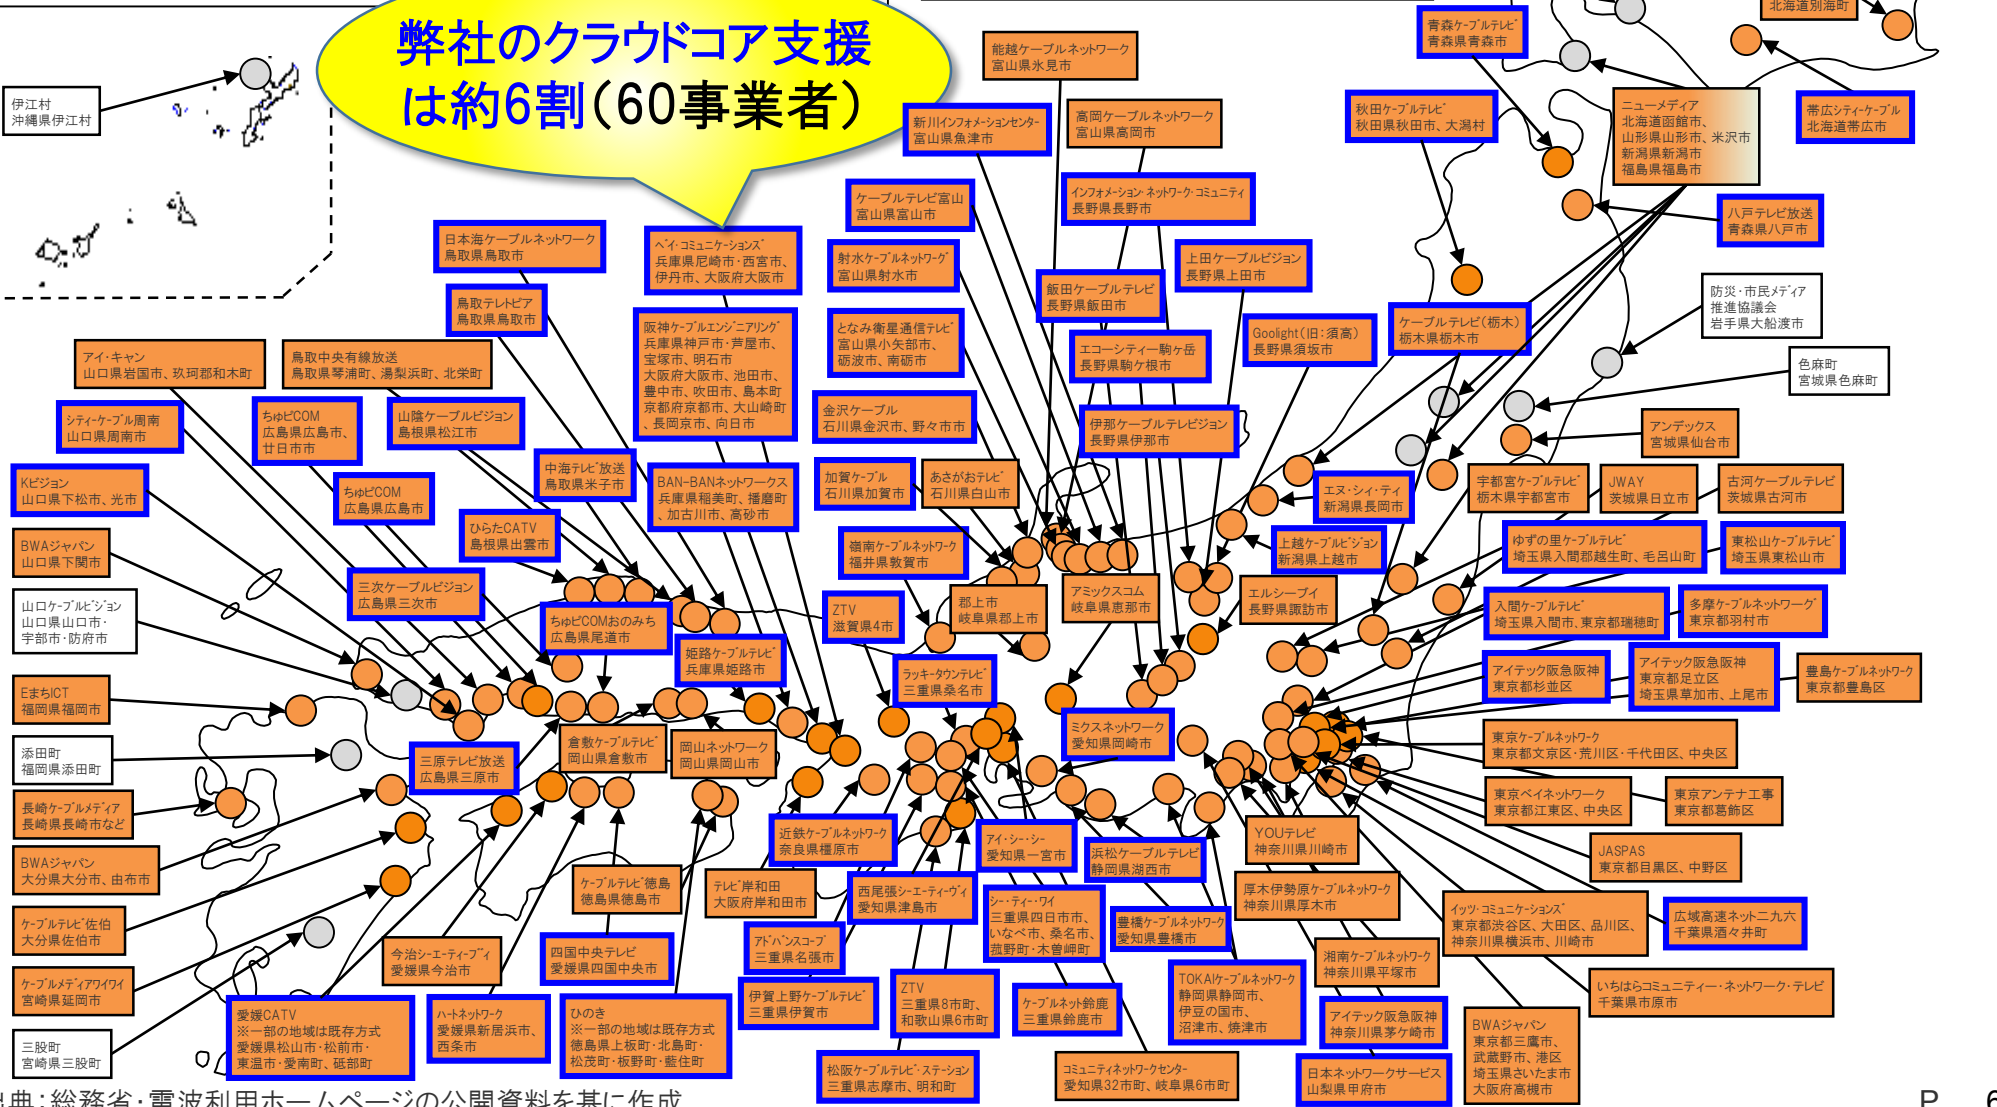 弊社のクラウドコア支援
は約6割(60事業者)
伊江村
沖縄県伊江村
能越ケーブルネットワーク
富山県氷見市
高岡ケーブルネットワーク
富山県高岡市
新川インフォメーションセンター
富山県魚津市
青森ケーブルテレビ
青森県青森市
北海道別海町
秋田ケーブルテレビ
秋田県秋田市、大潟村
ニューメディア
北海道函館市、
山形県山形市、米沢市
新潟県新潟市
福島県福島市
帯広シティーケーブル
北海道帯広市
八戸テレビ放送
青森県八戸市
ケーブルテレビ富山
富山県富山市
インフォメーション・ネットワーク・コミュニティ
長野県長野市
日本海ケーブルネットワーク
鳥取県鳥取市
ベイ・コミュニケーションズ
兵庫県尼崎市・西宮市、
伊丹市、大阪府大阪市
射水ケーブルネットワーク
富山県射水市
上田ケーブルビジョン
長野県上田市
飯田ケーブルテレビ
長野県飯田市
鳥取テレトピア
鳥取県鳥取市
防災・市民メディア
推進協議会
岩手県大船渡市
ケーブルテレビ(栃木)
栃木県栃木市
阪神ケーブルエンジニアリング
兵庫県神戸市・芦屋市、
宝塚市、明石市
大阪府大阪市、池田市、
豊中市、吹田市、島本町
京都府京都市、大山崎町
、長岡京市、向日市
となみ衛星通信テレビ
富山県小矢部市、
砺波市、南砺市
Goolight(旧:須高)
長野県須坂市
エコーシティー駒ヶ岳
長野県駒ケ根市
アイ・キャン
山口県岩国市、玖珂郡和木町
鳥取中央有線放送
鳥取県琴浦町、湯梨浜町、北栄町
色麻町
宮城県色麻町
シティーケーブル周南
山口県周南市
ちゅピCOM
広島県広島市、
廿日市市
山陰ケーブルビジョン
島根県松江市
金沢ケーブル
石川県金沢市、野々市市
伊那ケーブルテレビジョン
長野県伊那市
アンデックス
宮城県仙台市
Kビジョン
山口県下松市、光市
ちゅピCOM
広島県広島市
中海テレビ放送
鳥取県米子市
BAN-BANネットワークス
兵庫県稲美町、播磨町
、加古川市、高砂市
加賀ケーブル
石川県加賀市
あさがおテレビ
石川県白山市
エヌ・シィ・ティ
新潟県長岡市
宇都宮ケーブルテレビ
栃木県宇都宮市
JWAY
茨城県日立市
古河ケーブルテレビ
茨城県古河市
BWAジャパン
山口県下関市
ひらたCATV
島根県出雲市
嶺南ケーブルネットワーク
福井県敦賀市
上越ケーブルビジョン
新潟県上越市
ゆずの里ケーブルテレビ
埼玉県入間郡越生町、毛呂山町
東松山ケーブルテレビ
埼玉県東松山市
山口ケーブルビジョン
山口県山口市・
宇部市・防府市
三次ケーブルビジョン
広島県三次市
ちゅピCOMおのみち
広島県尾道市
ZTV
滋賀県4市
郡上市
岐阜県郡上市
アミックスコム
岐阜県恵那市
エルシーブイ
長野県諏訪市
入間ケーブルテレビ
埼玉県入間市、東京都瑞穂町
多摩ケーブルネットワーク
東京都羽村市
姫路ケーブルテレビ
兵庫県姫路市
ラッキータウンテレビ
三重県桑名市
アイテック阪急阪神
東京都杉並区
アイテック阪急阪神
東京都足立区
埼玉県草加市、上尾市
豊島ケーブルネットワーク
東京都豊島区
EまちICT
福岡県福岡市
ミクスネットワーク
愛知県岡崎市
添田町
福岡県添田町
三原テレビ放送
広島県三原市
倉敷ケーブルテレビ
岡山県倉敷市
岡山ネットワーク
岡山県岡山市
東京ケーブルネットワーク
東京都文京区・荒川区・千代田区、中央区
長崎ケーブルメディア
長崎県長崎市など
東京ベイネットワーク
東京都江東区、中央区
東京アンテナ工事
東京都葛飾区
近鉄ケーブルネットワーク
奈良県橿原市
アイ・シー・シー
愛知県一宮市
浜松ケーブルテレビ
静岡県湖西市
YOUテレビ
神奈川県川崎市
JASPAS
東京都目黒区、中野区
BWAジャパン
大分県大分市、由布市
ケーブルテレビ徳島
徳島県徳島市
テレビ岸和田
大阪府岸和田市
西尾張シーエーティーヴィ
愛知県津島市
シー・ティー・ワイ
三重県四日市市、
いなべ市、桑名市、
菰野町・木曽岬町
豊橋ケーブルネットワーク
愛知県豊橋市
厚木伊勢原ケーブルネットワーク
神奈川県厚木市
イッツ・コミュニケーションズ
東京都渋谷区、大田区、品川区、
神奈川県横浜市、川崎市
広域高速ネット二九六
千葉県酒々井町
ケーブルテレビ佐伯
大分県佐伯市
今治シーエーティーブィ
愛媛県今治市
四国中央テレビ
愛媛県四国中央市
アドバンスコープ
三重県名張市
湘南ケーブルネットワーク
神奈川県平塚市
ケーブルメディアワイワイ
宮崎県延岡市
伊賀上野ケーブルテレビ
三重県伊賀市
ZTV
三重県8市町、
和歌山県6市町
ケーブルネット鈴鹿
三重県鈴鹿市
TOKAIケーブルネットワーク
静岡県静岡市、
伊豆の国市、
沼津市、焼津市
いちはらコミュニティー・ネットワーク・テレビ
千葉県市原市
愛媛CATV
※一部の地域は既存方式
愛媛県松山市・松前市・
東温市・愛南町、砥部町
ハートネットワーク
愛媛県新居浜市、
西条市
ひのき
※一部の地域は既存方式
徳島県上板町・北島町・
松茂町・板野町・藍住町
アイテック阪急阪神
神奈川県茅ケ崎市
BWAジャパン
東京都三鷹市、
武蔵野市、港区
埼玉県さいたま市
大阪府高槻市
三股町
宮崎県三股町
松阪ケーブルテレビ・ステーション
三重県志摩市、明和町
コミュニティネットワークセンター
愛知県32市町、岐阜県6市町
日本ネットワークサービス
山梨県甲府市
出典:総務省・電波利用ホームページの公開資料を基に作成
P 6